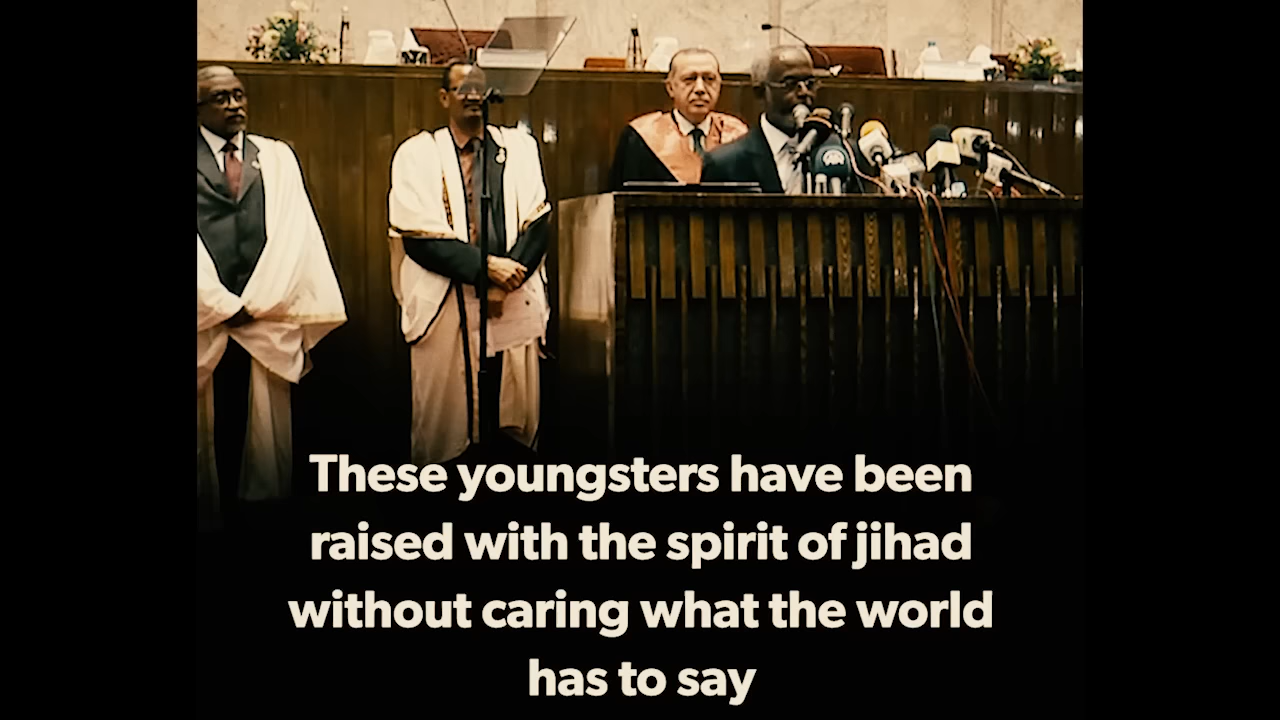 These youngsters have been
raised with the spirit of jihad
without caring what the world
has to say